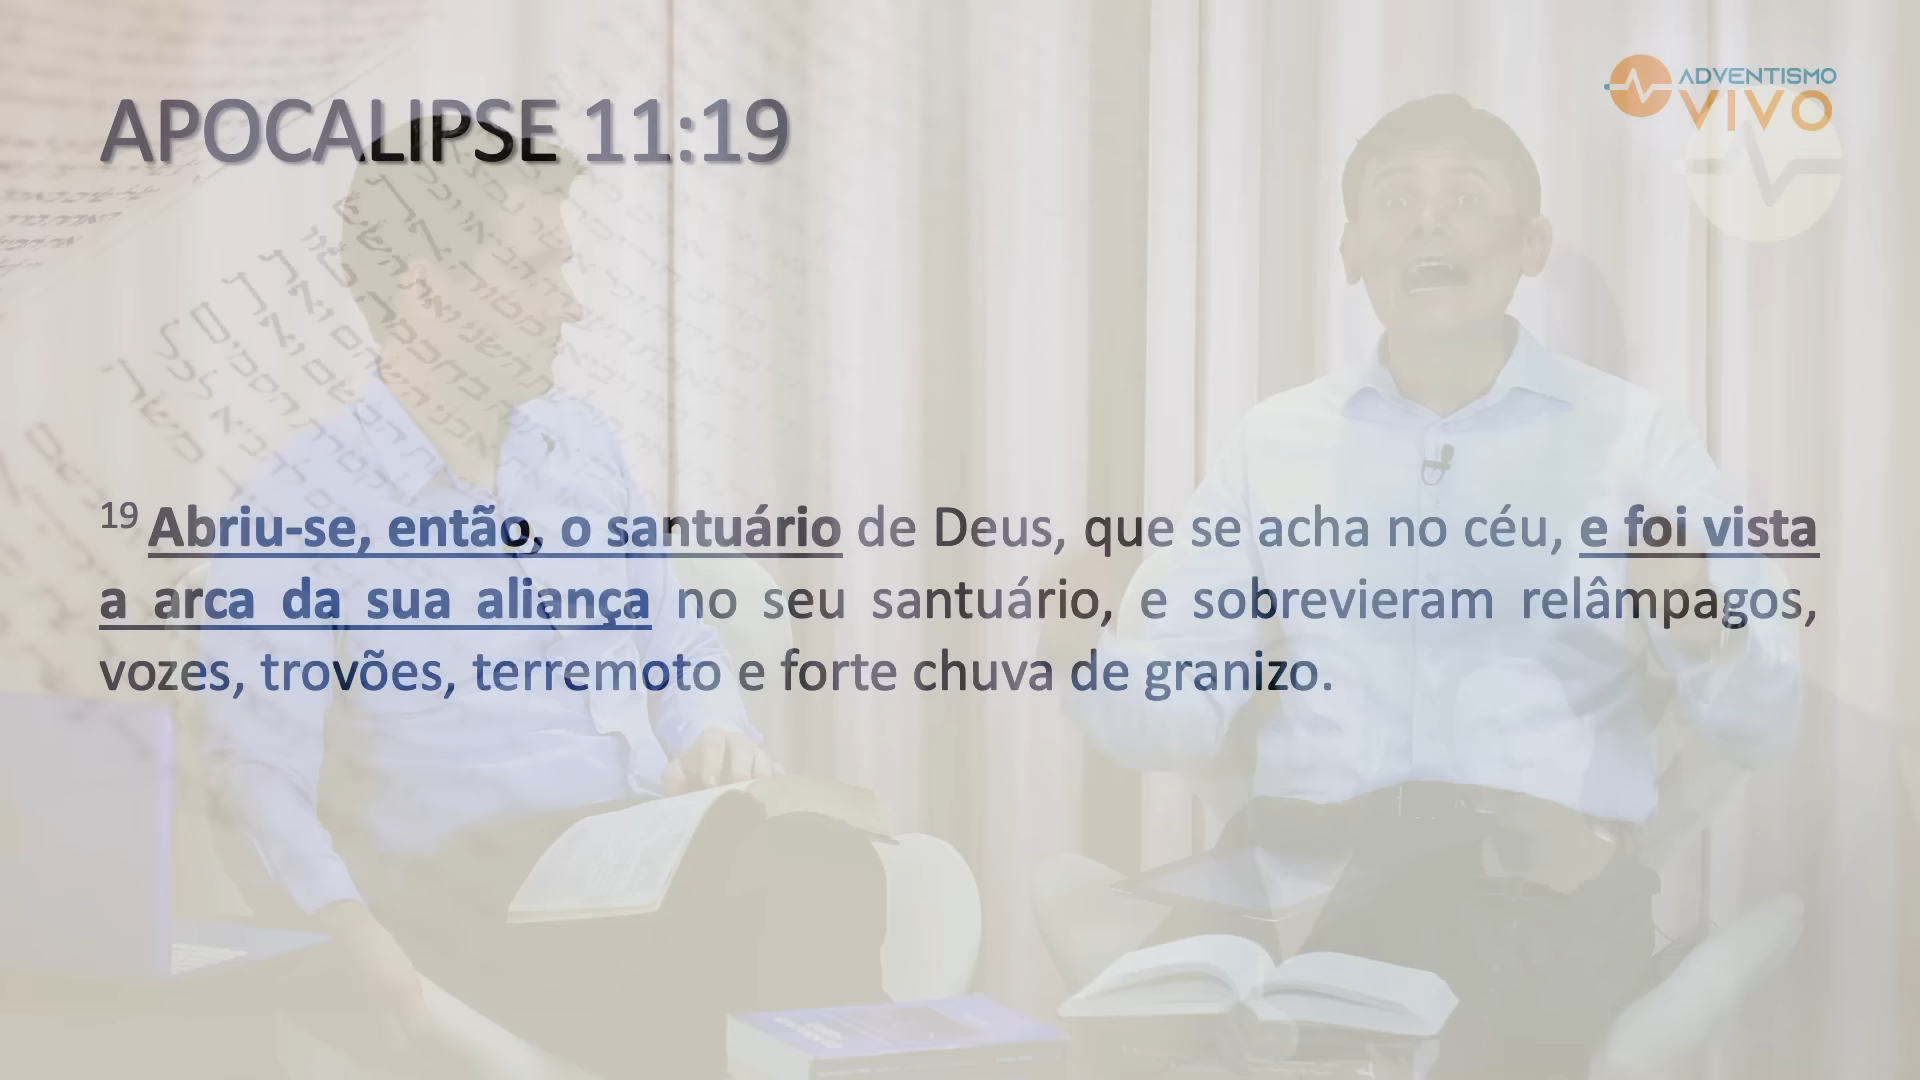 ADVENTISMO
VIVO
APOCALIPSE 11:19
19 Abriu-se, então, o santuário de Deus, que se acha no céu, e foi vista
a arca da sua aliança no seu santuário, e sobrevieram relâmpagos,
vozes, trovões, terremoto e forte chuva de granizo.